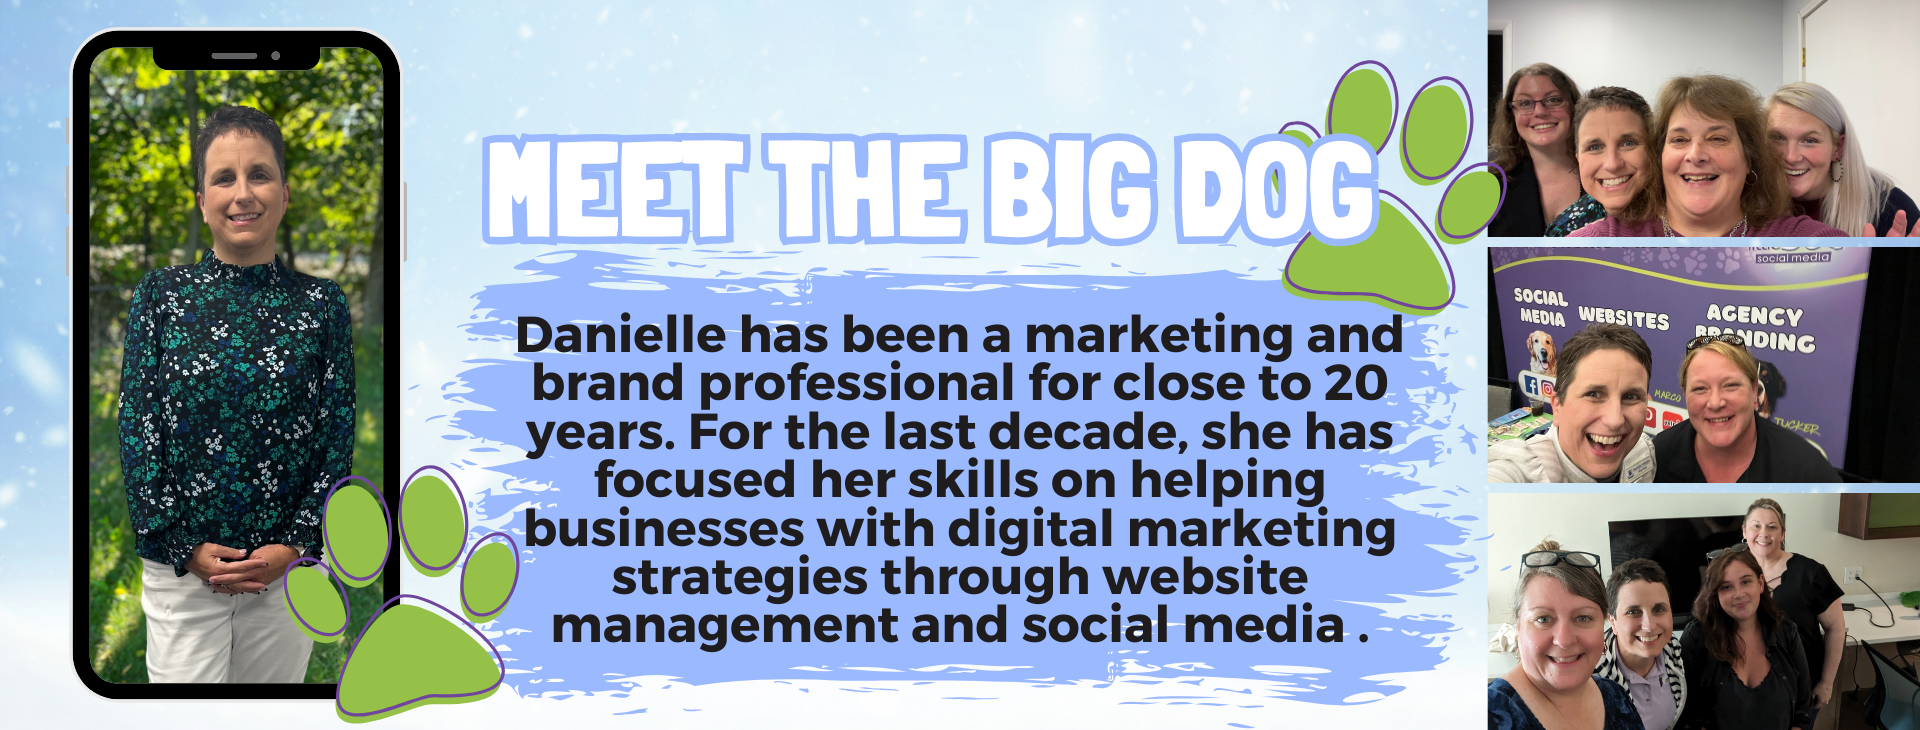 MEET THE BIG DOG
Danielle has been a marketing and
brand professional for close to 20
years. For the last decade, she has
focused her skills on helping
businesses with digital marketing
strategies through website
management and social media .
social media
SOCIAL
MEDIA
WEBSITES
AGENCY
BRANDING
MARCO
TUCKER